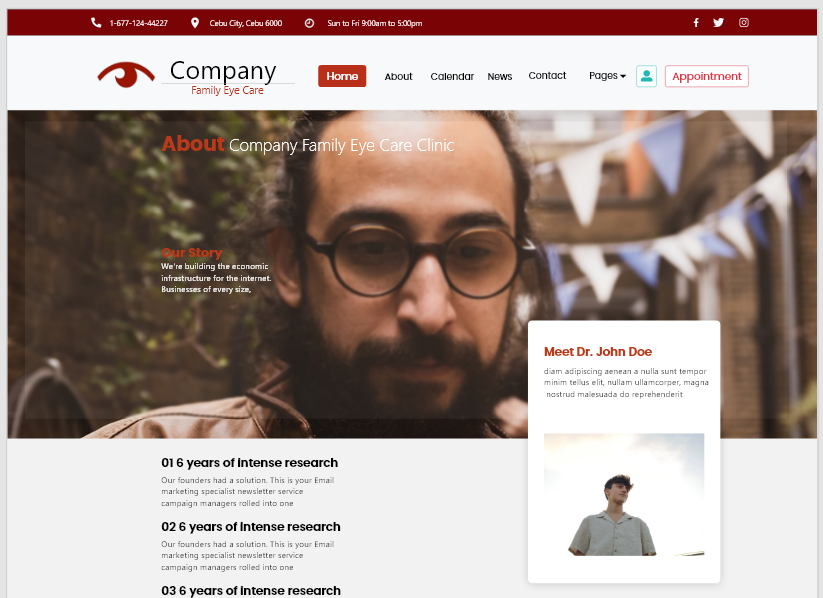 1-677-124-44227
Cebu City, Cebu 6000
Sun to Fri 9:00am to 5:00pm
Company
Family Eye Care
Home
About
Calendar
News
Contact
Pages
Appointment
About Company Family Eye Care Clinic
Our Story
We're building the economic
infrastructure for the internet.
Businesses of every size,
Meet Dr. John Doe
diam adipiscing aenean a nulla sunt tempor
minim tellus elit, nullam ullamcorper, magna
nostrud malesuada do reprehenderit
01 6 years of intense research
Our founders had a solution. This is your Email
marketing specialist newsletter service
campaign managers rolled into one
02 6 years of intense research
Our founders had a solution. This is your Email
marketing specialist newsletter service
campaign managers rolled into one
03 6 years of intense research